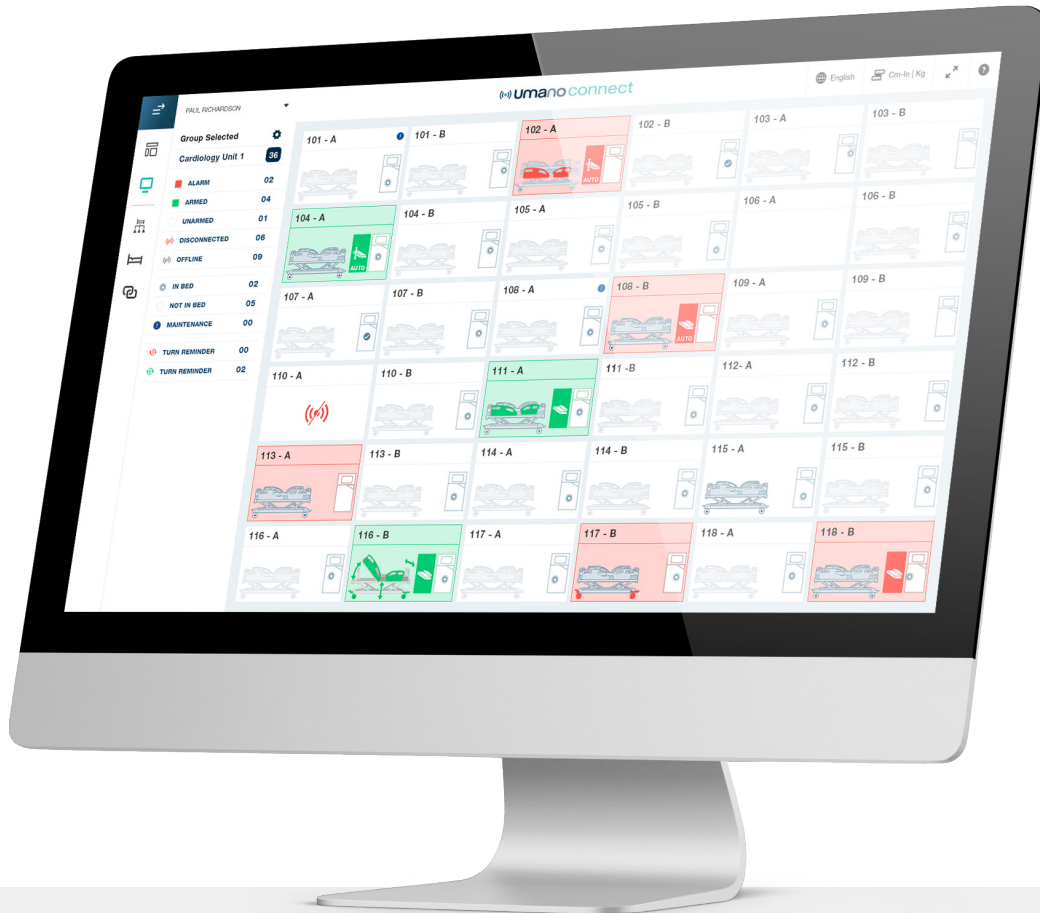 PAUL RICHARDSON
Umano connect
English
Cm-In | Kg
?
Group Selected
Cardiology Unit 1
36
ALARM 02
ARMED 04
UNARMED 01
DISCONNECTED 06
OFFLINE 09
IN BED 02
NOT IN BED 05
MAINTENANCE 00
TURN REMINDER 00
TURN REMINDER 02
101 - A
101 - B
102 - A
AUTO
102 - B
103 - A
103 - B
104 - A
AUTO
104 - B
105 - A
105 - B
106 - A
106 - B
107 - A
107 - B
108 - A
108 - B
AUTO
109 - A
109 - B
110 - A
110 - B
111 - A
111 -B
112- A
112 - B
113 - A
113 - B
114 - A
114 - B
115 - A
115 - B
116 - A
116 - B
117 - A
117 - B
118 - A
118 - B